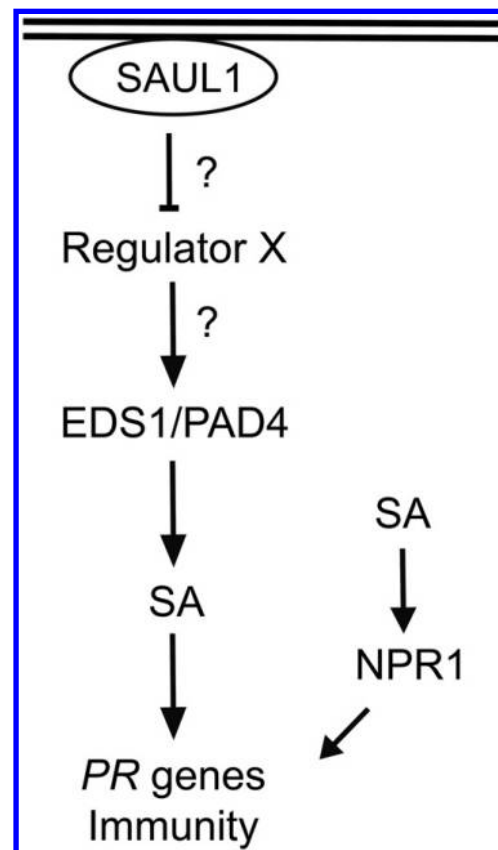 SAUL1
?
Regulator X
?
EDS1/PAD4
SA
SA
NPR1
PR genes
Immunity